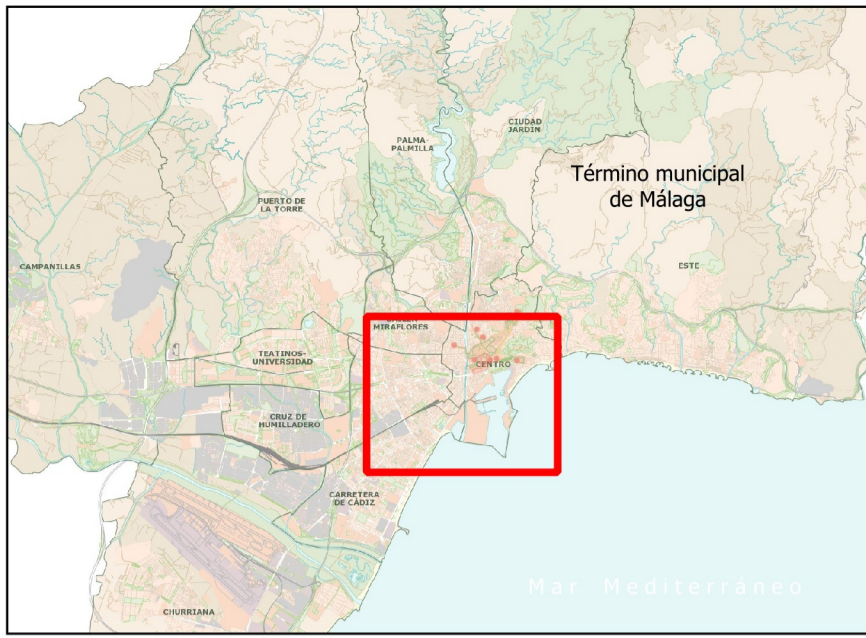 CIUDAD
JARDIN
PALMA-
PALMILLA
Término municipal
de Málaga
PUERTO DE
LA TORRE
CAMPANILLAS
ESTE
MIRAFLORES
TEATINOS-
UNIVERSIDAD
CENTRO
CRUZ DE
HUMILLADERO
CARRETERA
DE CÁDIZ
Mar Mediterráneo
CHURRIANA